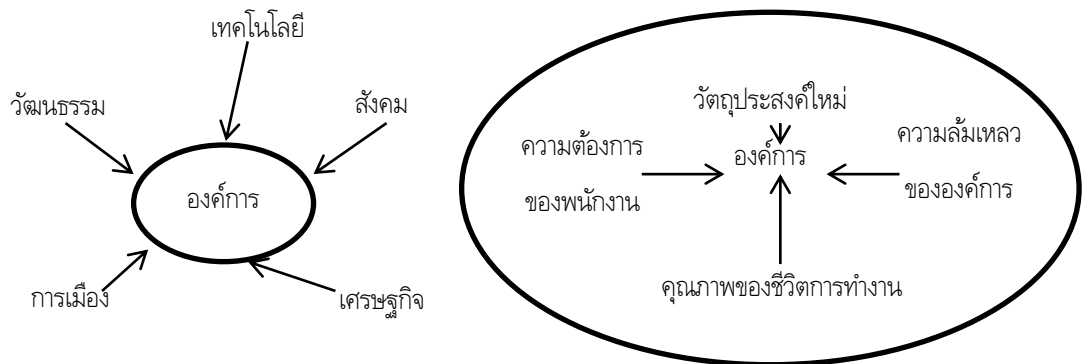 เทคโนโลยี
วัฒนธรรม
สังคม
องค์การ
การเมือง
เศรษฐกิจ
วัตถุประสงค์ใหม่
ความต้องการ
ของพนักงาน
องค์การ
ความล้มเหลว
ขององค์การ
คุณภาพของชีวิตการทำงาน